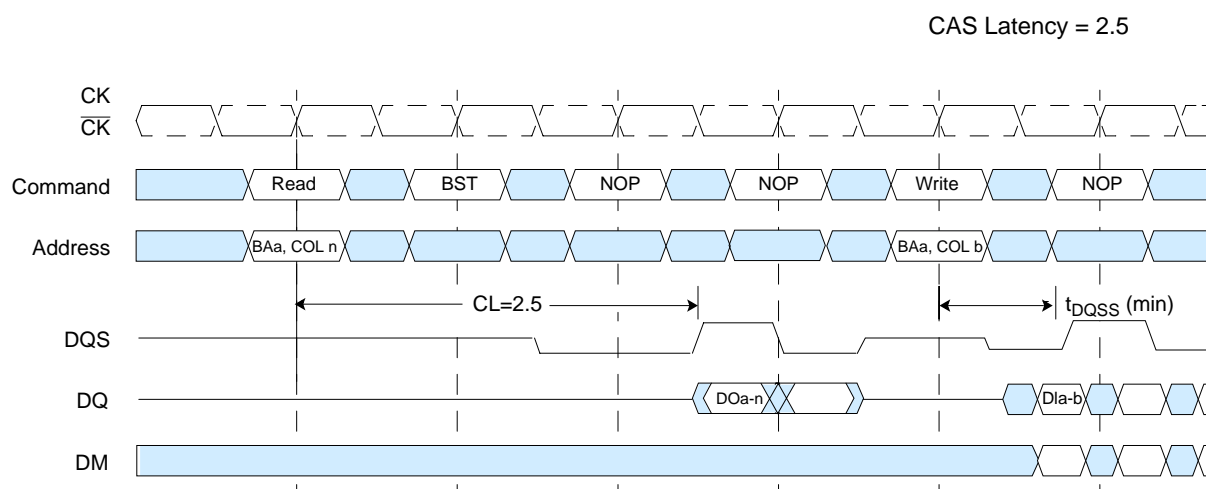 CAS Latency = 2.5
CK
CK
Command Read BST NOP NOP Write NOP
Address BAa, COL n BAa, COL b
CL=2.5 tDQSS (min)
DQS
DQ DOa-n DIa-b
DM